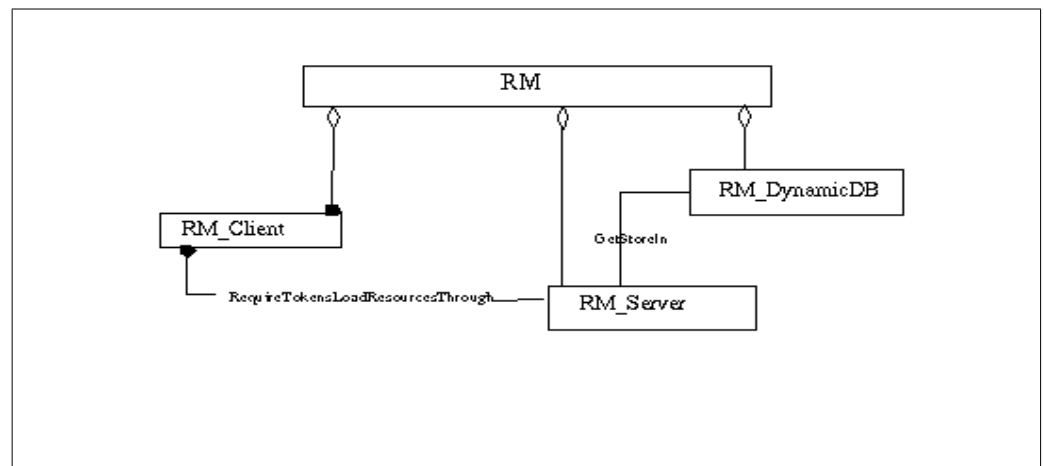 RM
RM_DynamicDB
RM_Client
GetStoreIn
RequireTokensLoadResourcesThrough
RM_Server